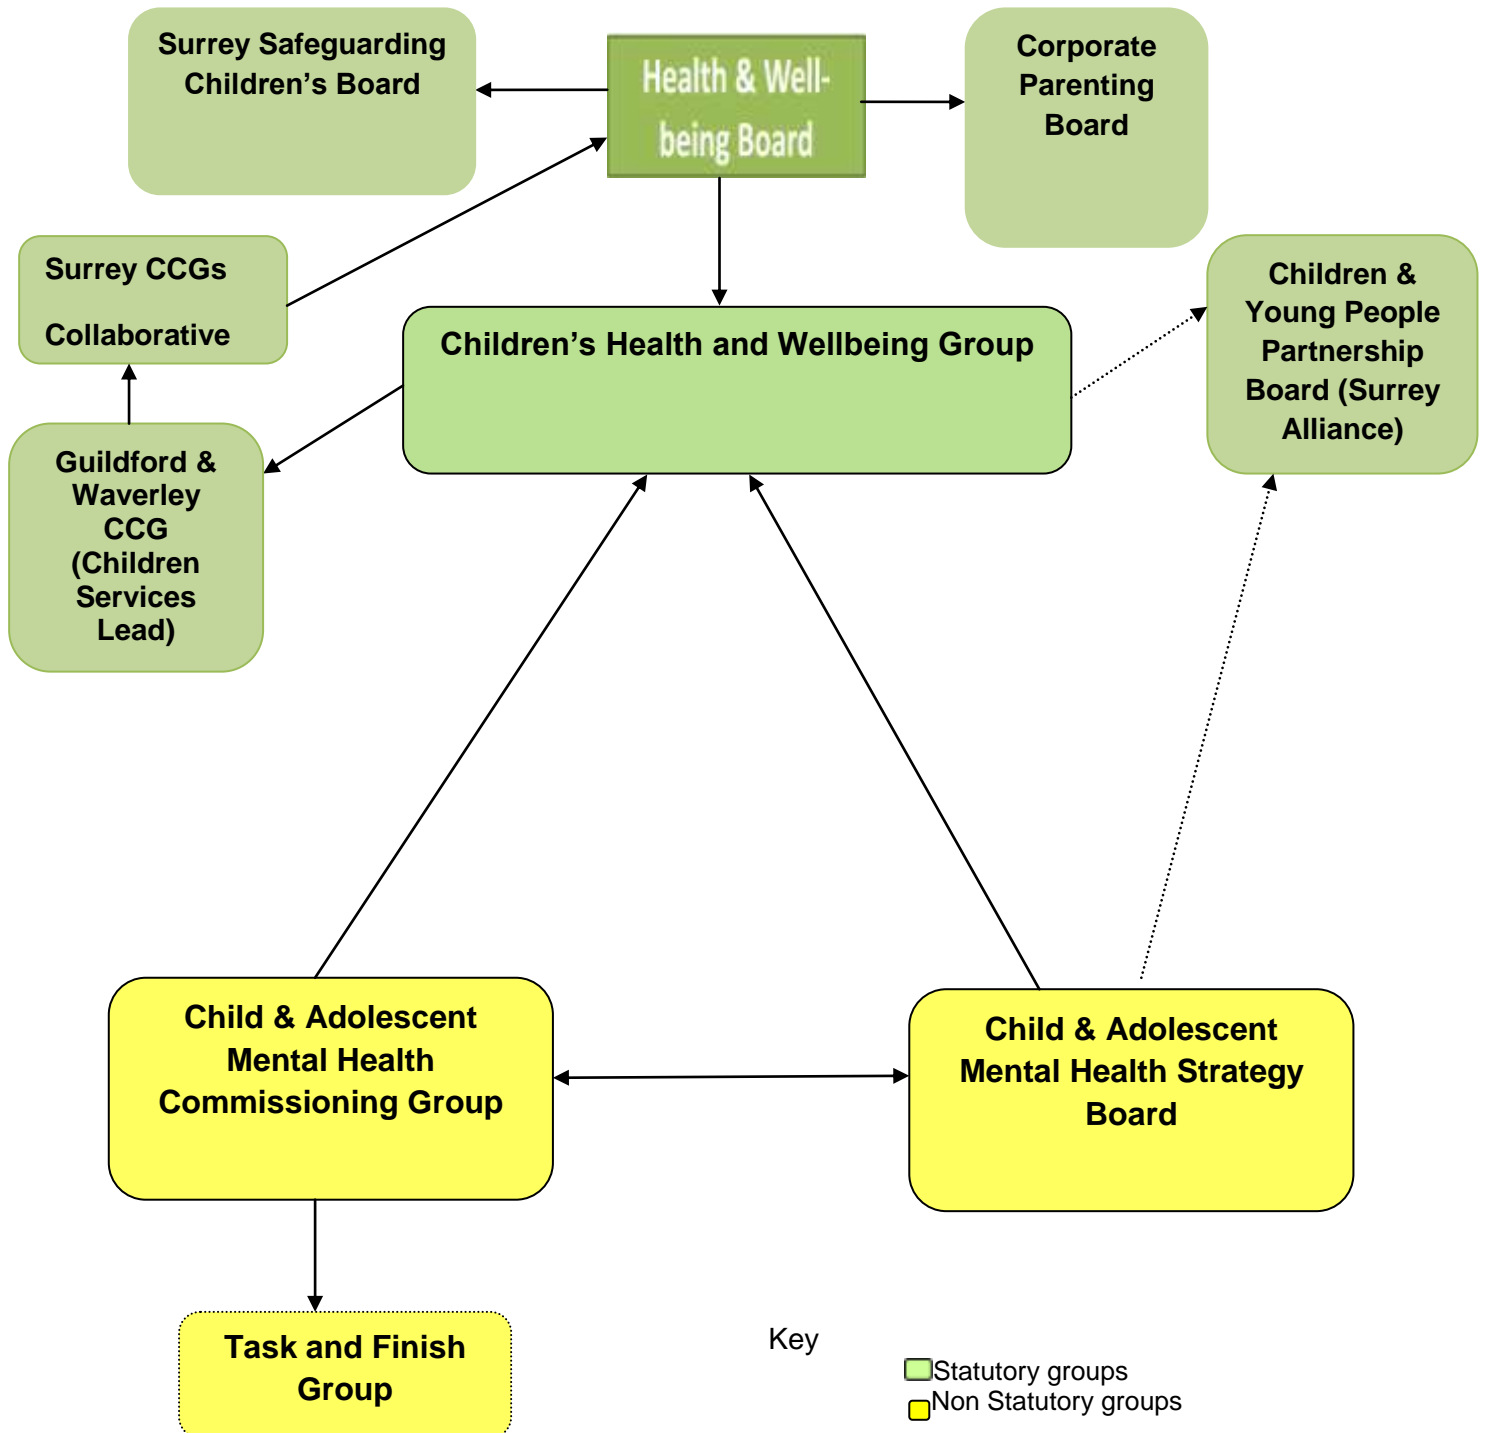 Surrey Safeguarding
Children’s Board
Health & Well-
being Board
Corporate
Parenting
Board
Surrey CCGs
Collaborative
Children’s Health and Wellbeing Group
Children &
Young People
Partnership
Board (Surrey
Alliance)
Guildford &
Waverley
CCG
(Children
Services
Lead)
Child & Adolescent
Mental Health
Commissioning Group
Child & Adolescent
Mental Health Strategy
Board
Task and Finish
Group
Key
Statutory groups
Non Statutory groups